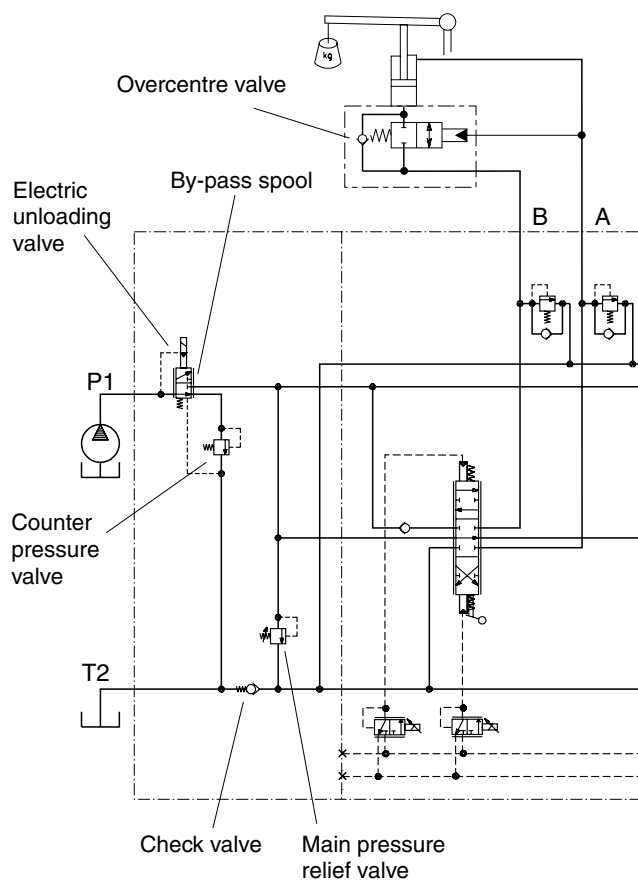 kg
Overcentre valve
By-pass spool
Electric
unloading
valve
B
A
P1
Counter
pressure
valve
T2
Check valve
Main pressure
relief valve